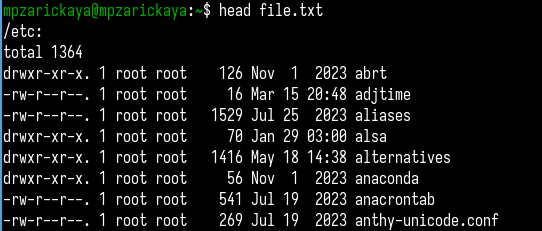 mpzarickaya@mpzarickaya:~$ head file.txt
/etc:
total 1364
drwxr-xr-x. 1 root root    126 Nov  1  2023 abrt
-rw-r--r--. 1 root root     16 Mar 15 20:48 adjtime
-rw-r--r--. 1 root root   1529 Jul 25  2023 aliases
drwxr-xr-x. 1 root root     70 Jan 29 03:00 alsa
drwxr-xr-x. 1 root root   1416 May 18 14:38 alternatives
drwxr-xr-x. 1 root root     56 Nov  1  2023 anaconda
-rw-r--r--. 1 root root    541 Jul 19  2023 anacrontab
-rw-r--r--. 1 root root    269 Jul 19  2023 anthy-unicode.conf